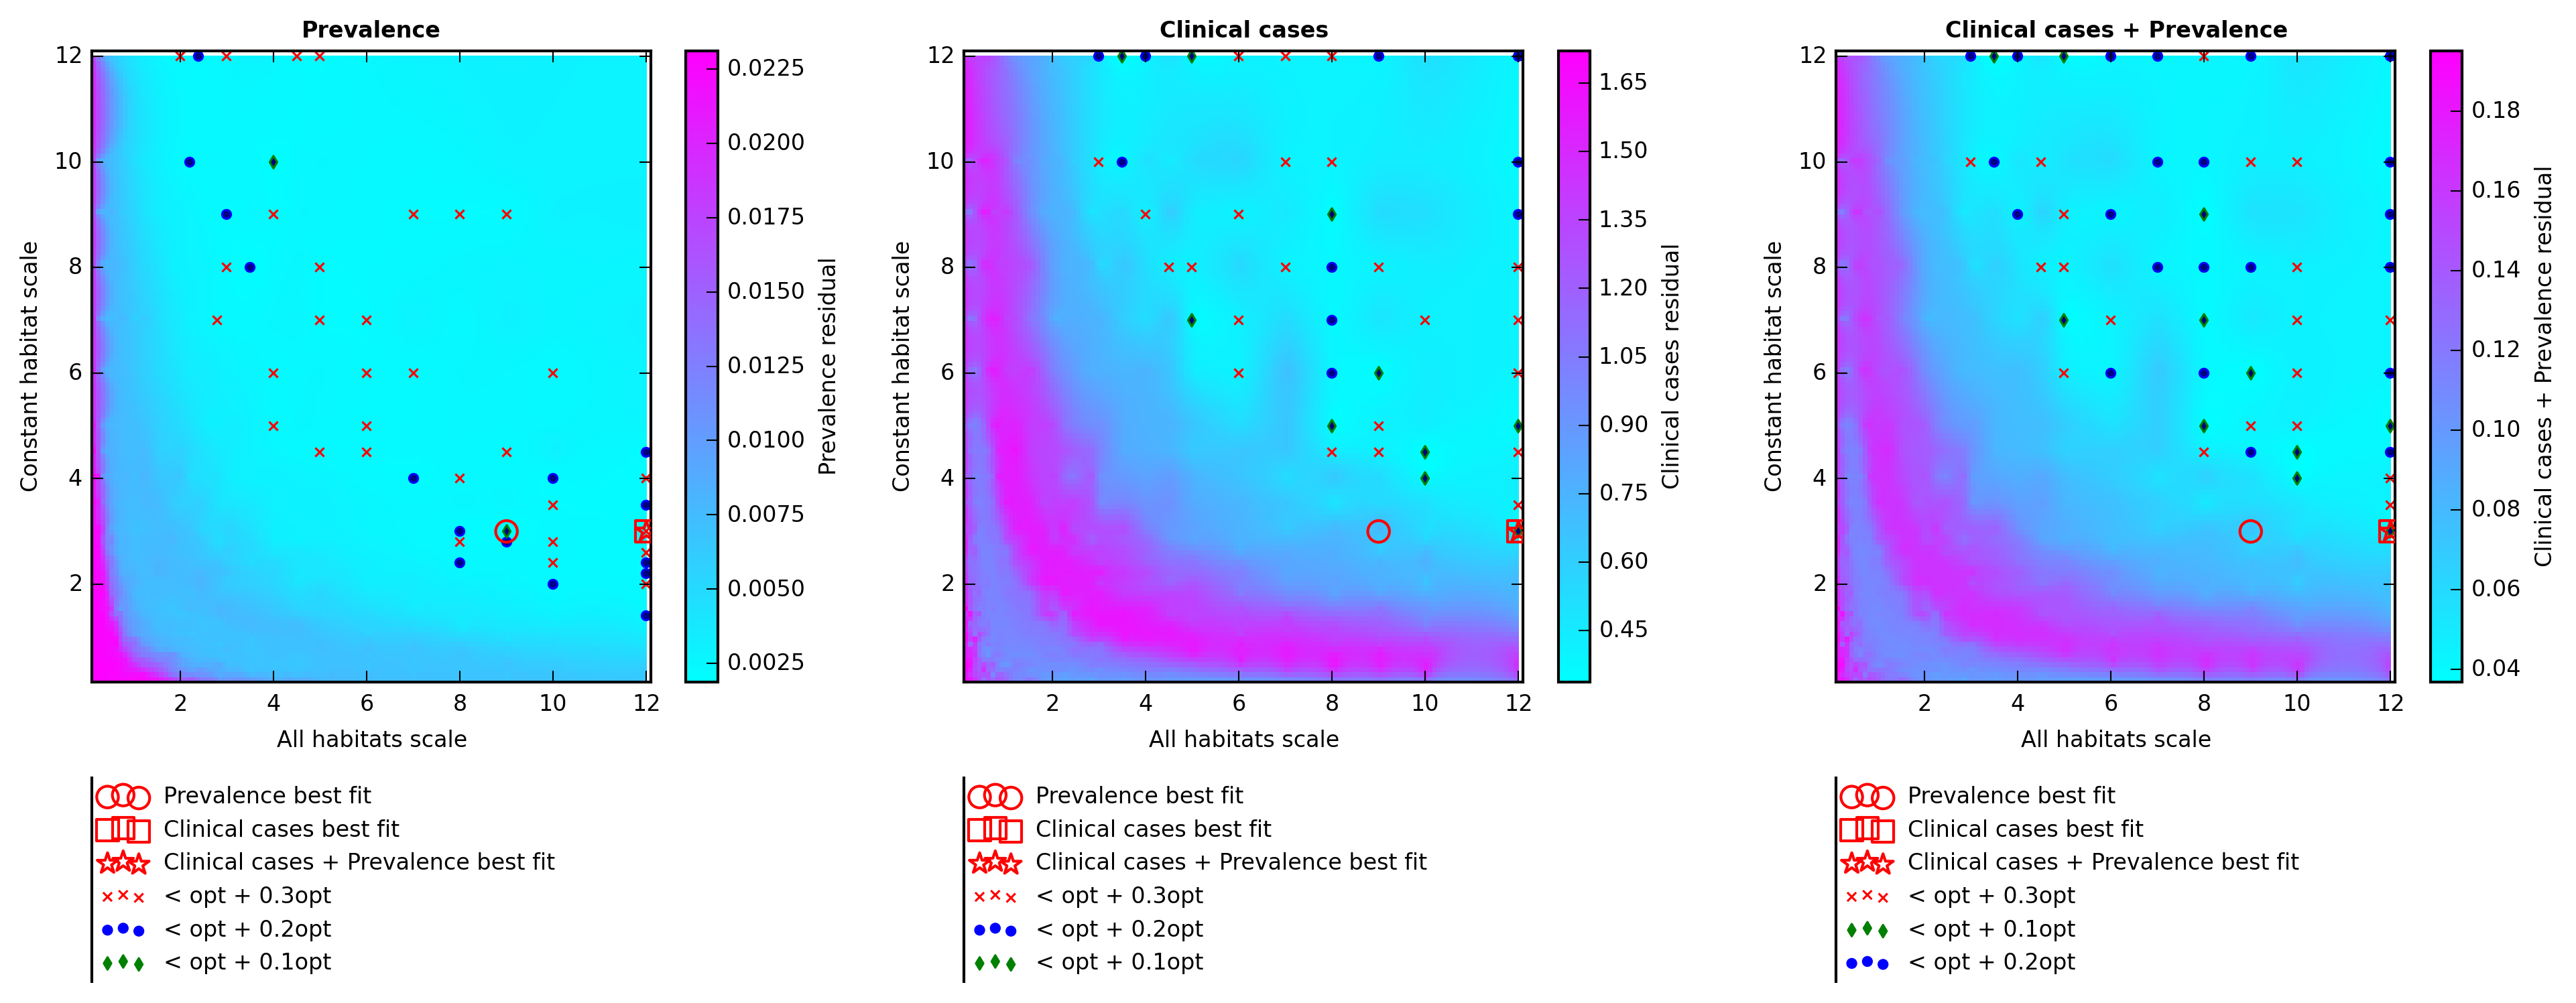 Prevalence
12
10
8
6
4
2
2 4 6 8 10 12
Constant habitat scale
All habitats scale
0.0225
0.0200
0.0175
0.0150
0.0125
0.0100
0.0075
0.0050
0.0025
Prevalence residual
Prevalence best fit
Clinical cases best fit
Clinical cases + Prevalence best fit
< opt + 0.3opt
< opt + 0.2opt
< opt + 0.1opt
Clinical cases
12
10
8
6
4
2
2 4 6 8 10 12
Constant habitat scale
All habitats scale
1.65
1.50
1.35
1.20
1.05
0.90
0.75
0.60
0.45
Clinical cases residual
Prevalence best fit
Clinical cases best fit
Clinical cases + Prevalence best fit
< opt + 0.3opt
< opt + 0.2opt
< opt + 0.1opt
Clinical cases + Prevalence
12
10
8
6
4
2
2 4 6 8 10 12
Constant habitat scale
All habitats scale
0.18
0.16
0.14
0.12
0.10
0.08
0.06
0.04
Clinical cases + Prevalence residual
Prevalence best fit
Clinical cases best fit
Clinical cases + Prevalence best fit
< opt + 0.3opt
< opt + 0.1opt
< opt + 0.2opt